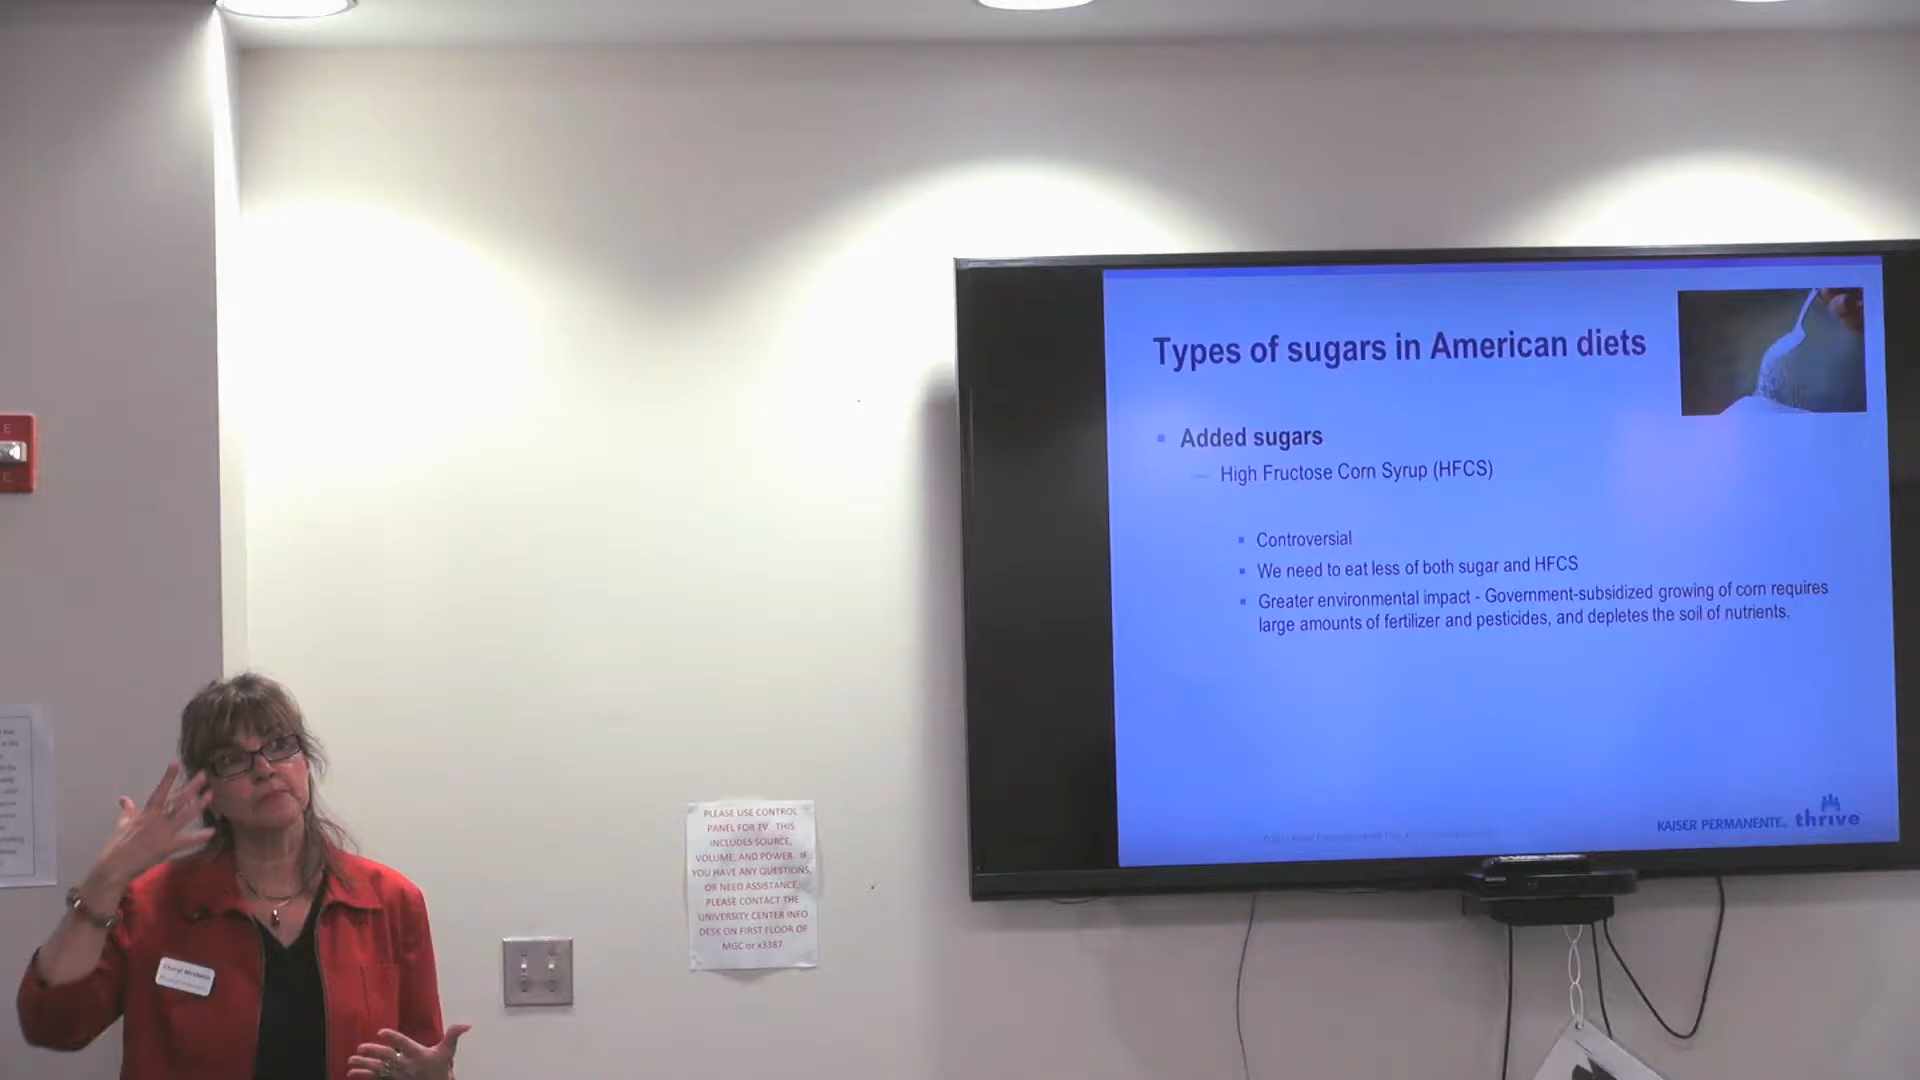 Types of sugars in American diets
Added sugars
High Fructose Corn Syrup (HFCS)
Controversial
We need to eat less of both sugar and HFCS
Greater environmental impact - Government-subsidized growing of corn requires
large amounts of fertilizer and pesticides, and depletes the soil of nutrients.
KAISER PERMANENTE. thrive
PLEASE USE CONTROL
PANEL FOR TV. THIS
INCLUDES SOURCE,
VOLUME, AND POWER. IF
YOU HAVE ANY QUESTIONS,
OR NEED ASSISTANCE,
PLEASE CONTACT THE
UNIVERSITY CENTER INFO
DESK ON FIRST FLOOR OF
MGC or x3387
E
E
Cheryl